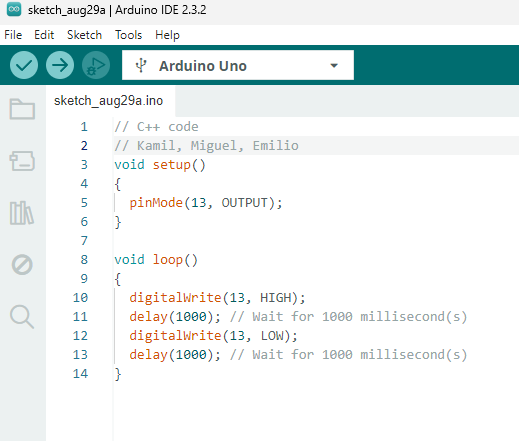 sketch_aug29a | Arduino IDE 2.3.2
File Edit Sketch Tools Help
Arduino Uno
sketch_aug29a.ino
1 // C++ code
2 // Kamil, Miguel, Emilio
3 void setup()
4 {
5 pinMode(13, OUTPUT);
6 }
7
8 void loop()
9 {
10 digitalWrite(13, HIGH);
11 delay(1000); // Wait for 1000 millisecond(s)
12 digitalWrite(13, LOW);
13 delay(1000); // Wait for 1000 millisecond(s)
14 }